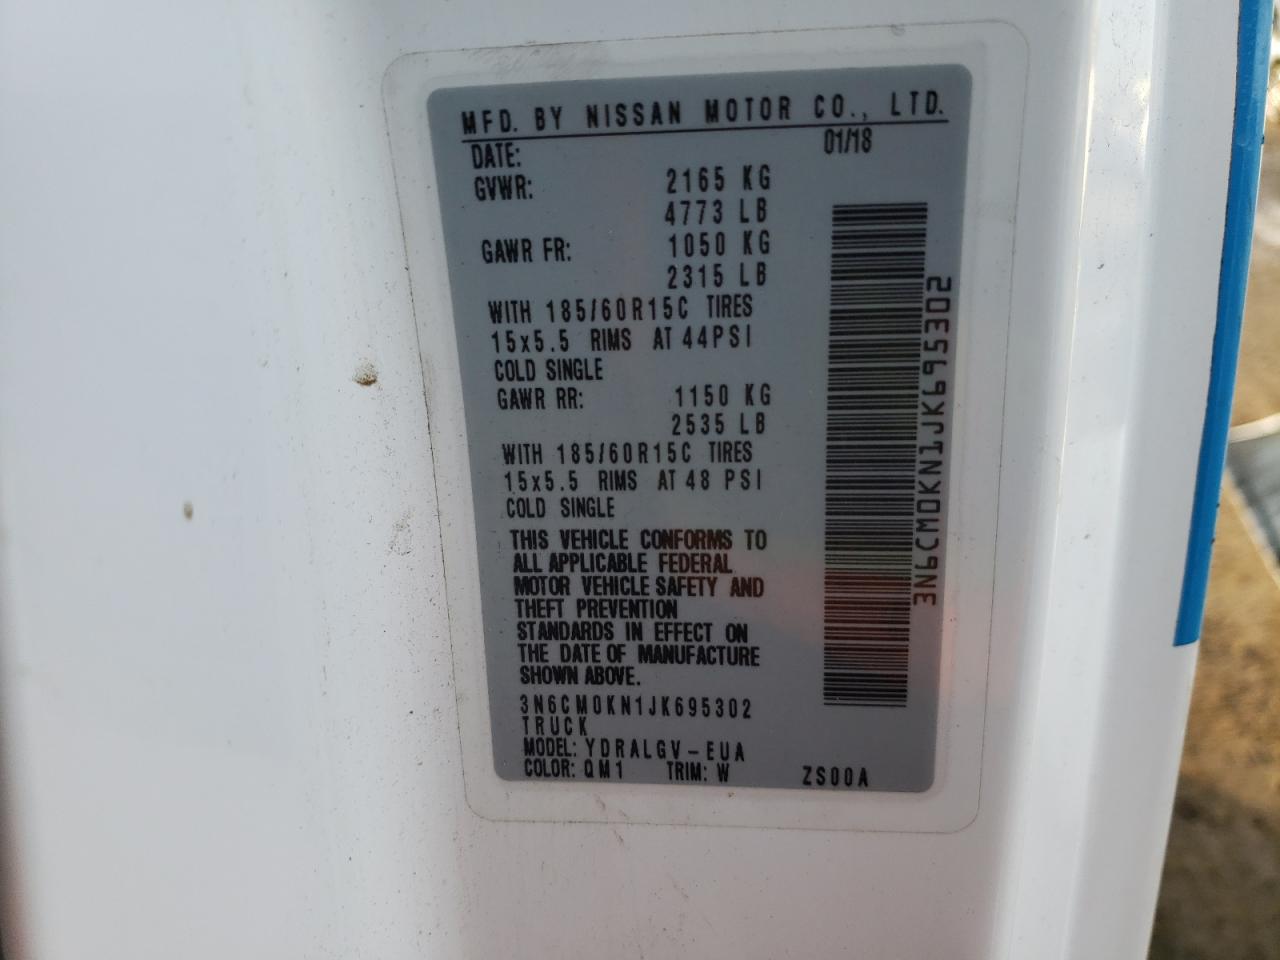 MFD. BY NISSAN MOTOR CO., LTD.
DATE: 01/18
GVWR: 2165 KG
4773 LB
GAWR FR: 1050 KG
2315 LB
WITH 185/60R15C TIRES
15x5.5 RIMS AT 44PSI
COLD SINGLE
GAWR RR: 1150 KG
2535 LB
WITH 185/60R15C TIRES
15x5.5 RIMS AT 48 PSI
COLD SINGLE
THIS VEHICLE CONFORMS TO
ALL APPLICABLE FEDERAL
MOTOR VEHICLE SAFETY AND
THEFT PREVENTION
STANDARDS IN EFFECT ON
THE DATE OF MANUFACTURE
SHOWN ABOVE.
3N6CM0KN1JK695302
TRUCK
MODEL: YDRALGV-EUA
COLOR: QM1 TRIM: W ZS00A
3N6CM0KN1JK695302